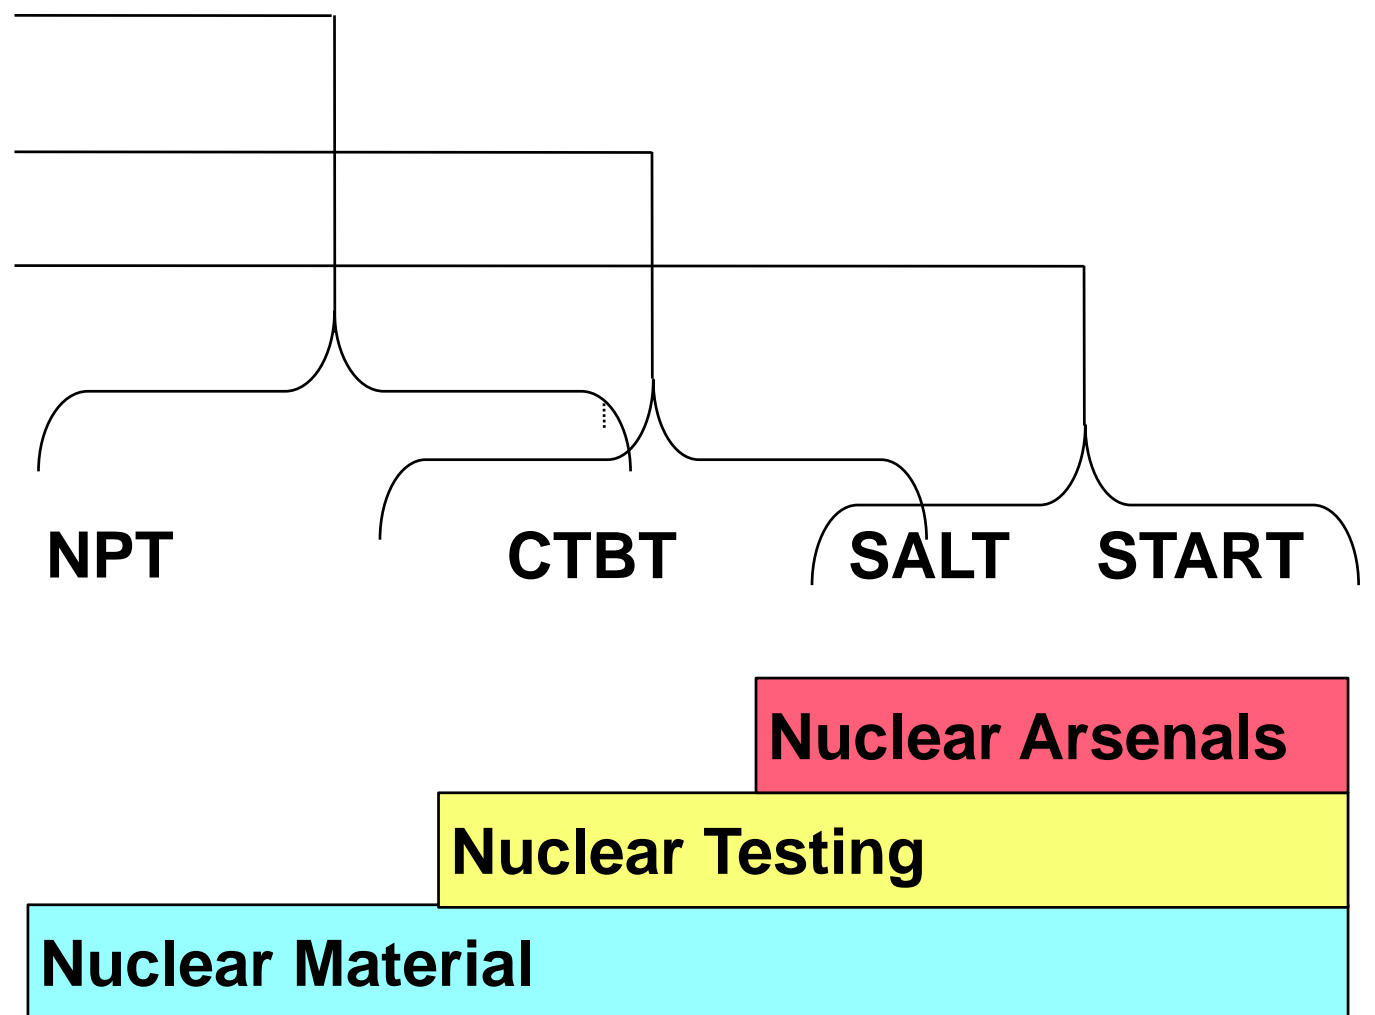 NPT CTBT SALT START
Nuclear Arsenals
Nuclear Testing
Nuclear Material